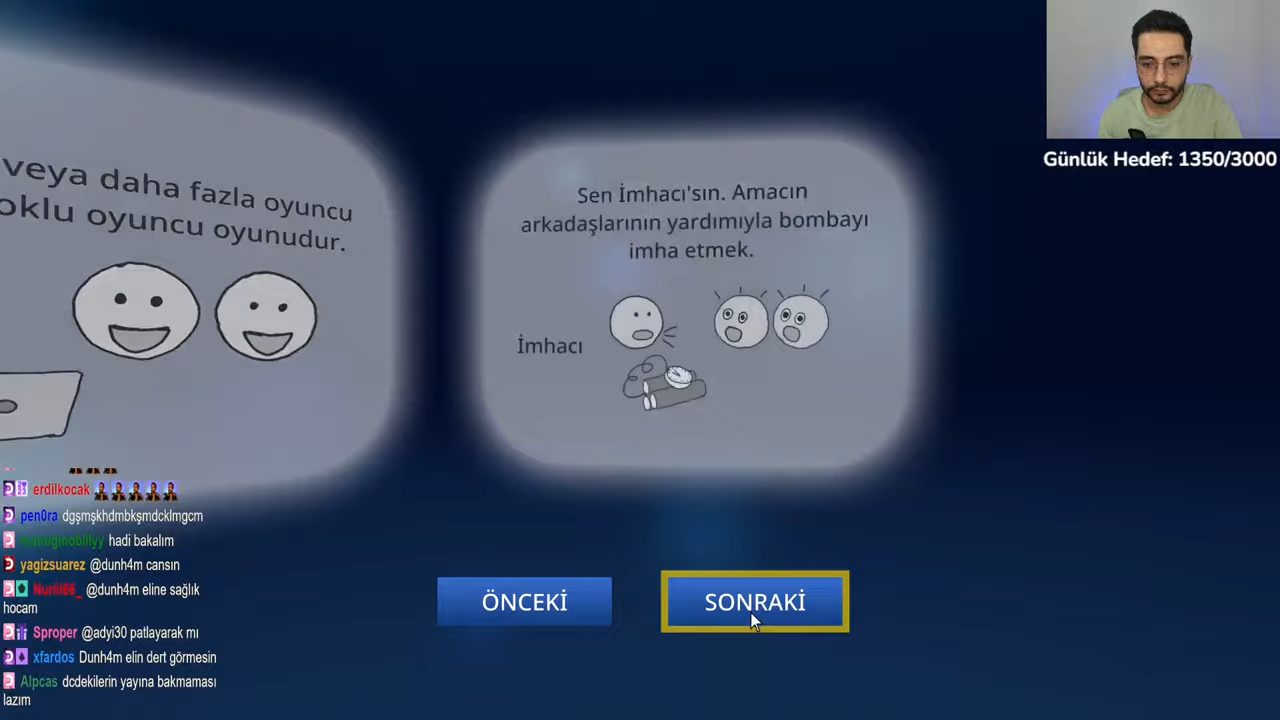 Günlük Hedef: 1350/3000
veya daha fazla oyuncu
oklu oyuncu oyunudur.
Sen İmhacı'sın. Amacın
arkadaşlarının yardımıyla bombayı
imha etmek.
İmhacı
erdilkocak
pen0ra dgşmşkhdmbkşmdcklmgcm
hadi bakalım
yagizsuarez @dunh4m cansın
@dunh4m eline sağlık
hocam
Sproper @adyi30 patlayarak mı
xfardos Dunh4m elin dert görmesin
Alpcas dcdekilerin yayına bakmaması
lazım
ÖNCEKİ
SONRAKİ